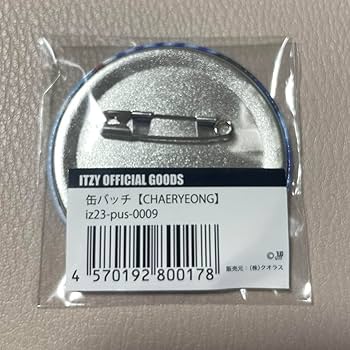 ITZY OFFICIAL GOODS
缶バッチ【CHAERYEONG】
iz23-pus-0009
4 570192 800178
販売元：(株)クオラス